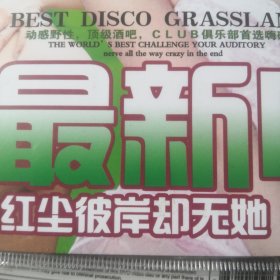 BEST DISCO GRASSLA
动感野性，顶级酒吧，CLUB俱乐部首选嗨
THE WORLD'S BEST CHALLENGE YOUR AUDITORY
nerve all the way crazy in the end
最新
红尘彼岸却无她